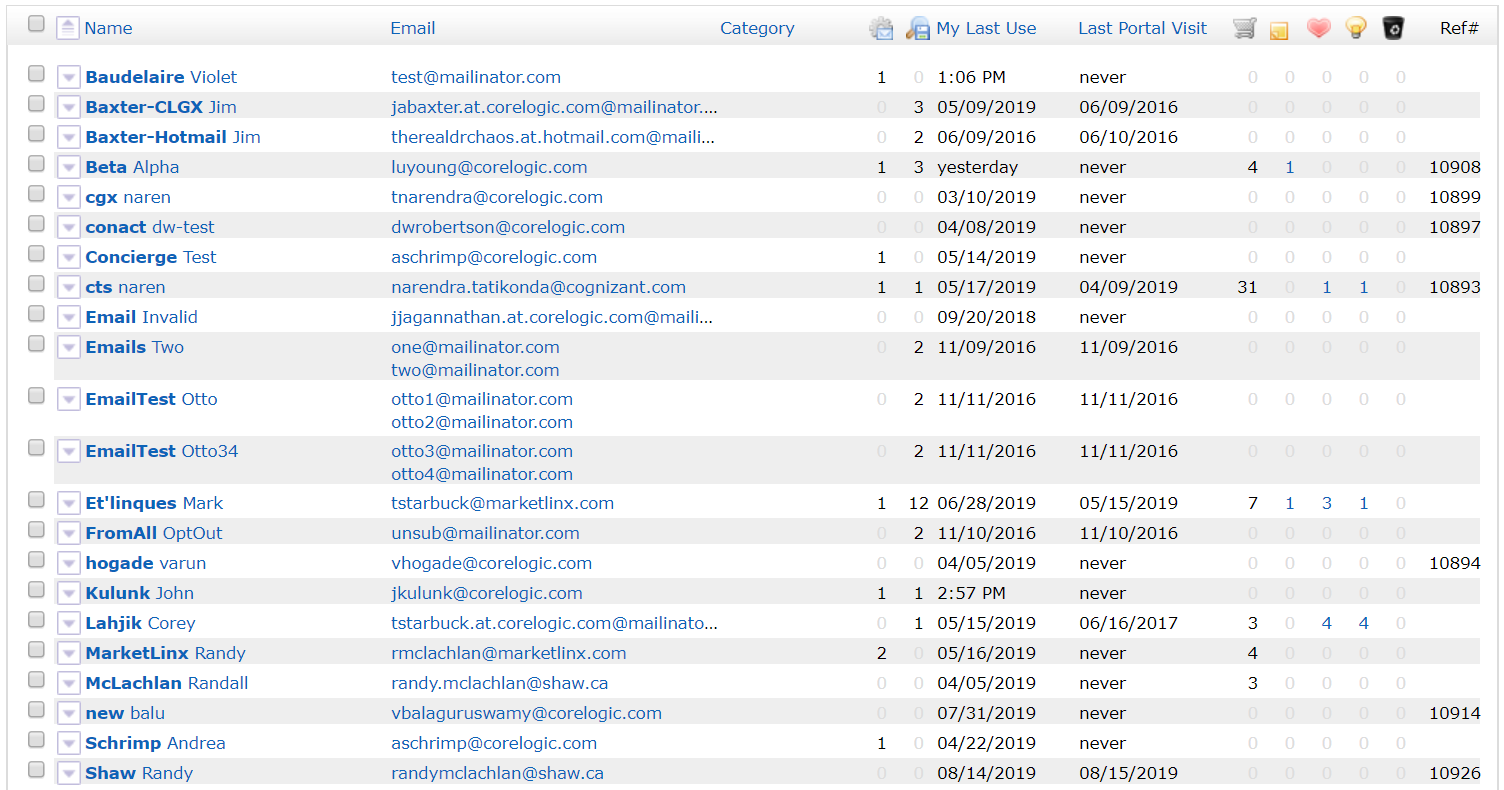 Name Email Category My Last Use Last Portal Visit Ref#
Baudelaire Violet test@mailinator.com 1 0 1:06 PM never 0 0 0 0 0
Baxter-CLGX Jim jabaxter.at.corelogic.com@mailinator.... 0 3 05/09/2019 06/09/2016 0 0 0 0 0
Baxter-Hotmail Jim therealdrchaos.at.hotmail.com@maili... 0 2 06/09/2016 06/10/2016 0 0 0 0 0
Beta Alpha luyoung@corelogic.com 1 3 yesterday never 4 1 0 0 0 10908
cgx naren tnarendra@corelogic.com 0 0 03/10/2019 never 0 0 0 0 0 10899
conact dw-test dwrobertson@corelogic.com 0 0 04/08/2019 never 0 0 0 0 0 10897
Concierge Test aschrimp@corelogic.com 1 0 05/14/2019 never 0 0 0 0 0
cts naren narendra.tatikonda@cognizant.com 1 1 05/17/2019 04/09/2019 31 0 1 1 0 10893
Email Invalid jjagannathan.at.corelogic.com@maili... 0 0 09/20/2018 never 0 0 0 0 0
Emails Two one@mailinator.com 0 2 11/09/2016 11/09/2016 0 0 0 0 0
two@mailinator.com
EmailTest Otto otto1@mailinator.com 0 2 11/11/2016 11/11/2016 0 0 0 0 0
otto2@mailinator.com
EmailTest Otto34 otto3@mailinator.com 0 2 11/11/2016 11/11/2016 0 0 0 0 0
otto4@mailinator.com
Et'linques Mark tstarbuck@marketlinx.com 1 12 06/28/2019 05/15/2019 7 1 3 1 0
FromAll OptOut unsub@mailinator.com 0 2 11/10/2016 11/10/2016 0 0 0 0 0
hogade varun vhogade@corelogic.com 0 0 04/05/2019 never 0 0 0 0 0 10894
Kulunk John jkulunk@corelogic.com 1 1 2:57 PM never 0 0 0 0 0
Lahjik Corey tstarbuck.at.corelogic.com@mailinato... 0 1 05/15/2019 06/16/2017 3 0 4 4 0
MarketLinx Randy rmclachlan@marketlinx.com 2 0 05/16/2019 never 4 0 0 0 0
McLachlan Randall randy.mclachlan@shaw.ca 0 0 04/05/2019 never 3 0 0 0 0
new balu vbalaguruswamy@corelogic.com 0 0 07/31/2019 never 0 0 0 0 0 10914
Schrimp Andrea aschrimp@corelogic.com 1 0 04/22/2019 never 0 0 0 0 0
Shaw Randy randymclachlan@shaw.ca 0 0 08/14/2019 08/15/2019 0 0 0 0 0 10926